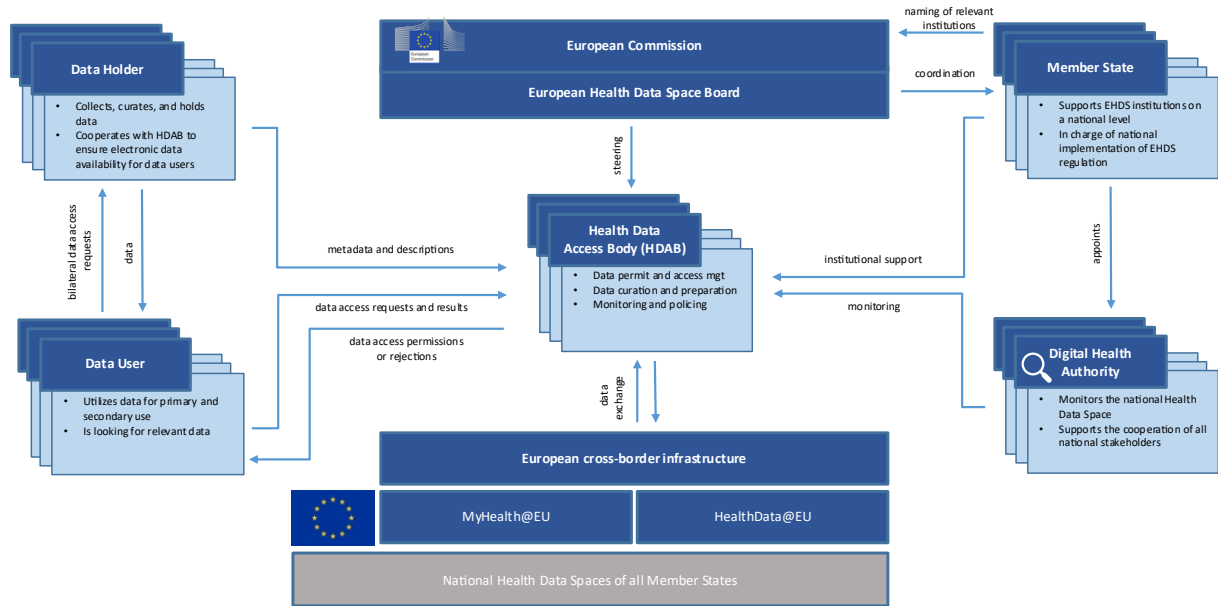 Data Holder
• Collects, curates, and holds
data
• Cooperates with HDAB to
ensure electronic data
availability for data users
European
Commission
European Commission
European Health Data Space Board
naming of relevant
institutions
coordination
Member State
• Supports EHDS institutions on
a national level
• In charge of national
implementation of EHDS
regulation
steering
bilateral data access
requests
data
metadata and descriptions
Health Data
Access Body (HDAB)
• Data permit and access mgt
• Data curation and preparation
• Monitoring and policing
institutional support
appoints
data access requests and results
monitoring
data access permissions
or rejections
Data User
• Utilizes data for primary and
secondary use
• Is looking for relevant data
data
exchange
Digital Health
Authority
• Monitors the national Health
Data Space
• Supports the cooperation of all
national stakeholders
European cross-border infrastructure
MyHealth@EU
HealthData@EU
National Health Data Spaces of all Member States